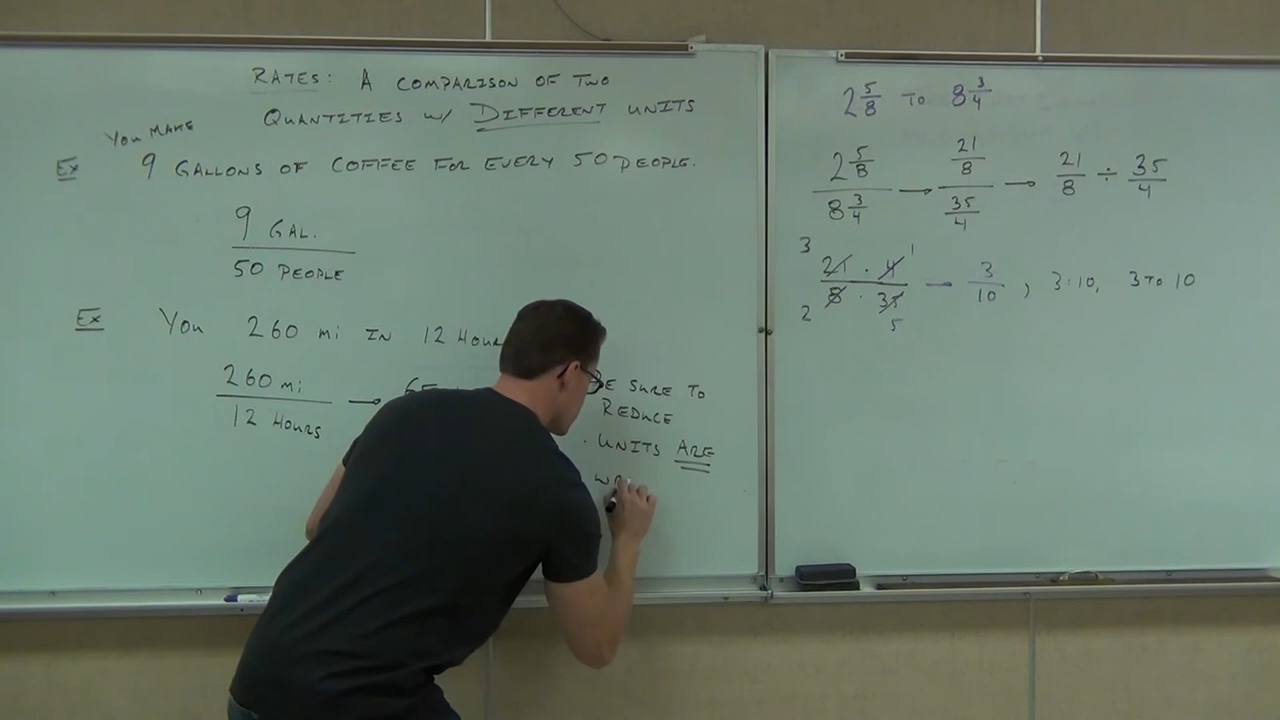 RATES: A COMPARISON OF TWO
QUANTITIES W/ DIFFERENT UNITS
YOU MAKE
EX 9 GALLONS OF COFFEE FOR EVERY 50 PEOPLE.
9 GAL.
50 PEOPLE
EX YOU 260 mi IN 12 HOUR
260 mi → 65
12 HOURS
BE SURE TO
REDUCE
· UNITS ARE
2 5/8 TO 8 3/4
2 5/8 / 8 3/4 → 21/8 / 35/4 → 21/8 ÷ 35/4
3 1
21 · 4 / 8 · 35 → 3/10, 3:10, 3 TO 10
2 5